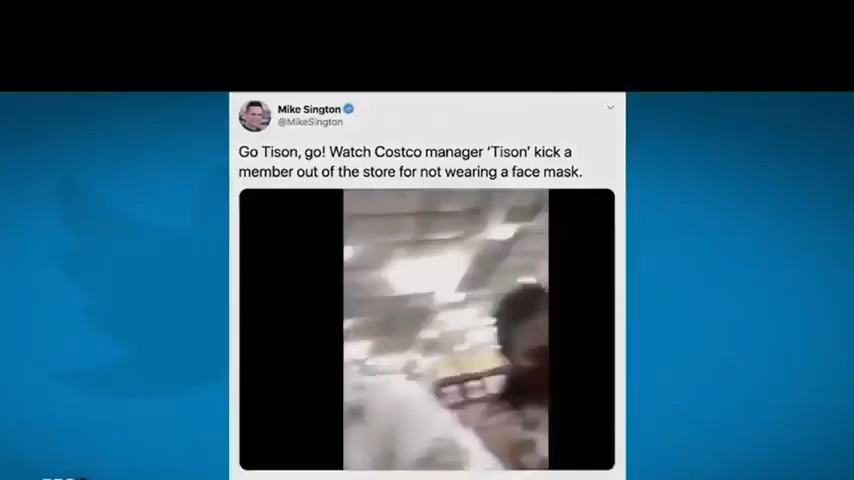 Mike Sington
@MikeSington
Go Tison, go! Watch Costco manager ‘Tison’ kick a
member out of the store for not wearing a face mask.